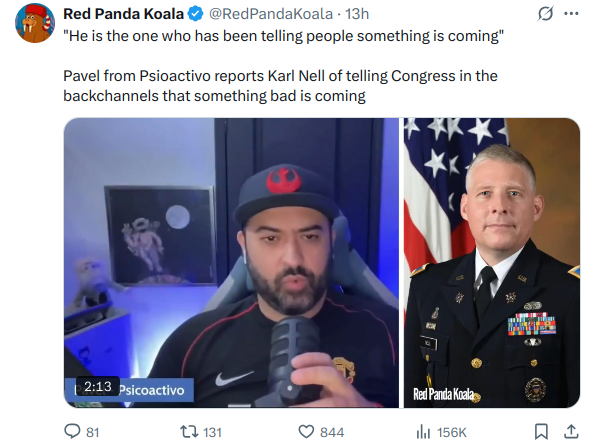 Red Panda Koala @RedPandaKoala · 13h
"He is the one who has been telling people something is coming"
Pavel from Psioactivo reports Karl Nell of telling Congress in the
backchannels that something bad is coming
2:13
Psicoactivo
NELL
Red Panda Koala
81
131
844
156K